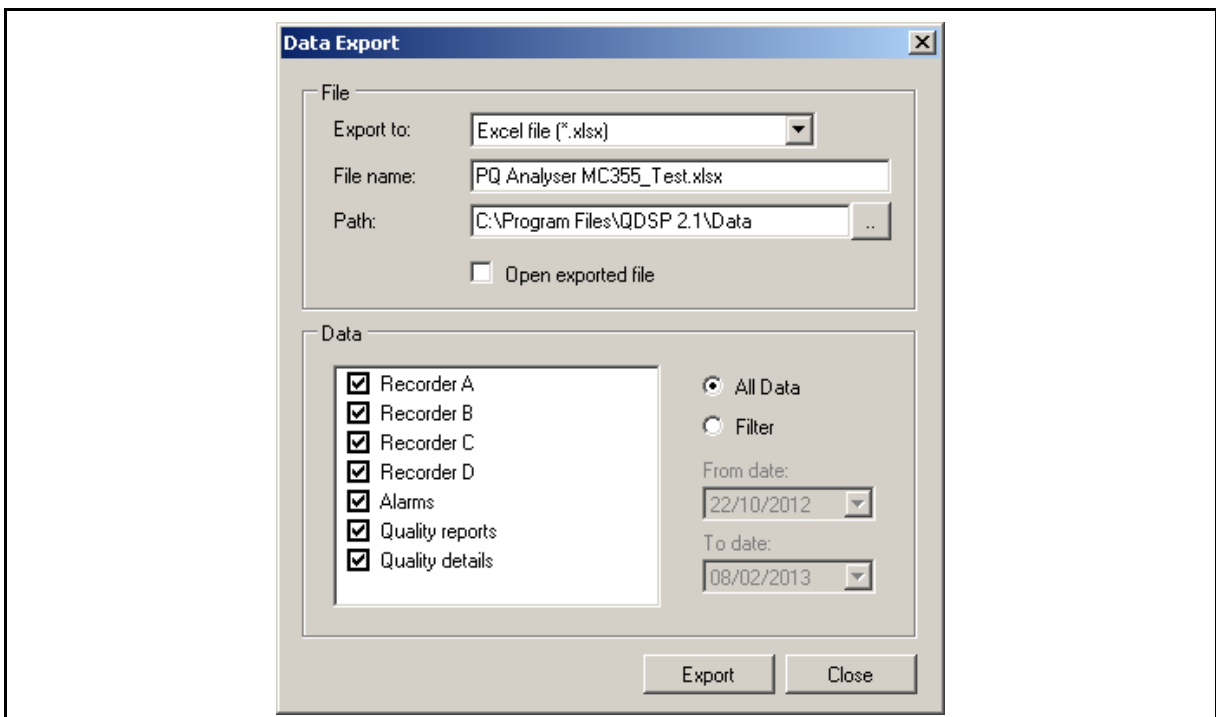 Data Export
File
Export to: Excel file (*.xlsx)
File name: PQ Analyser MC355_Test.xlsx
Path: C:\Program Files\QDSP 2.1\Data ..
Open exported file
Data
Recorder A
Recorder B
Recorder C
Recorder D
Alarms
Quality reports
Quality details
All Data
Filter
From date:
22/10/2012
To date:
08/02/2013
Export Close